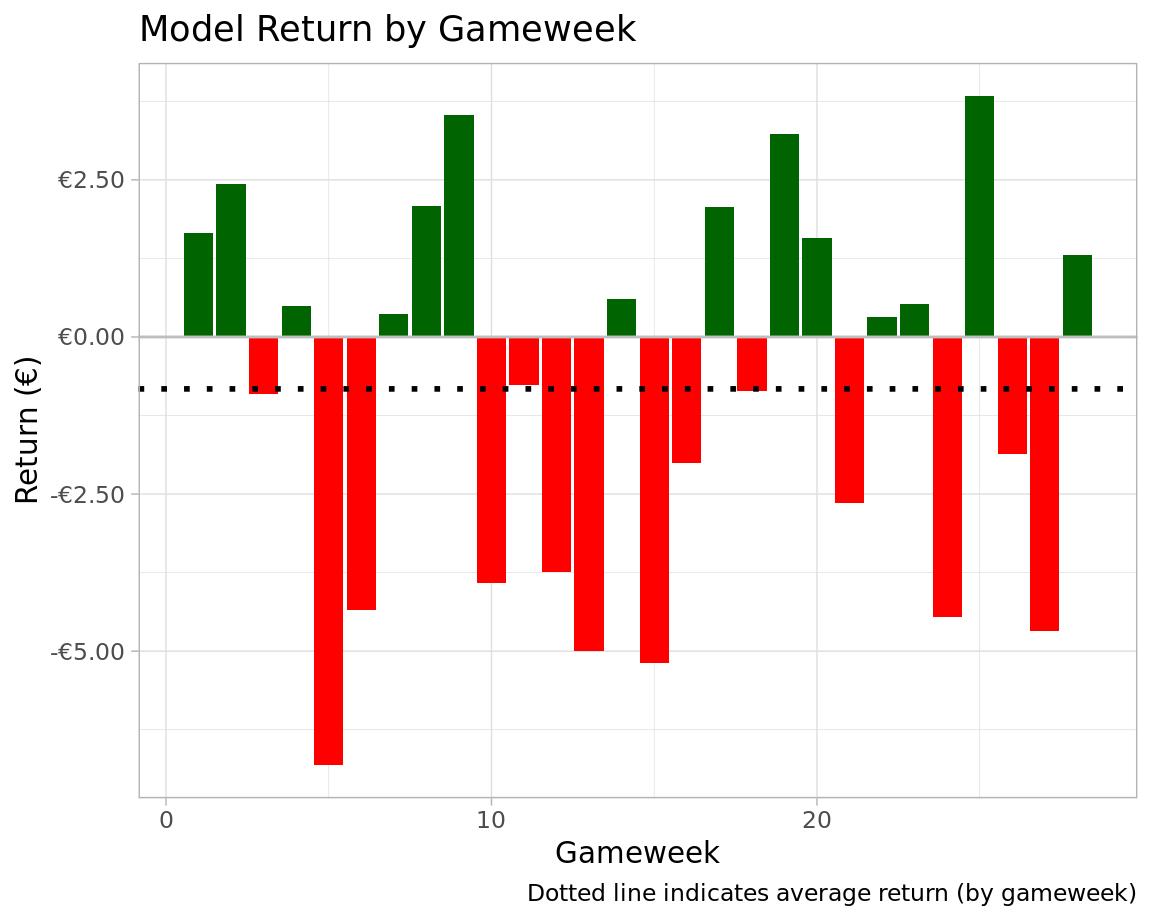 Model Return by Gameweek
€2.50
€0.00
-€2.50
-€5.00
Return (€)
0 10 20
Gameweek
Dotted line indicates average return (by gameweek)